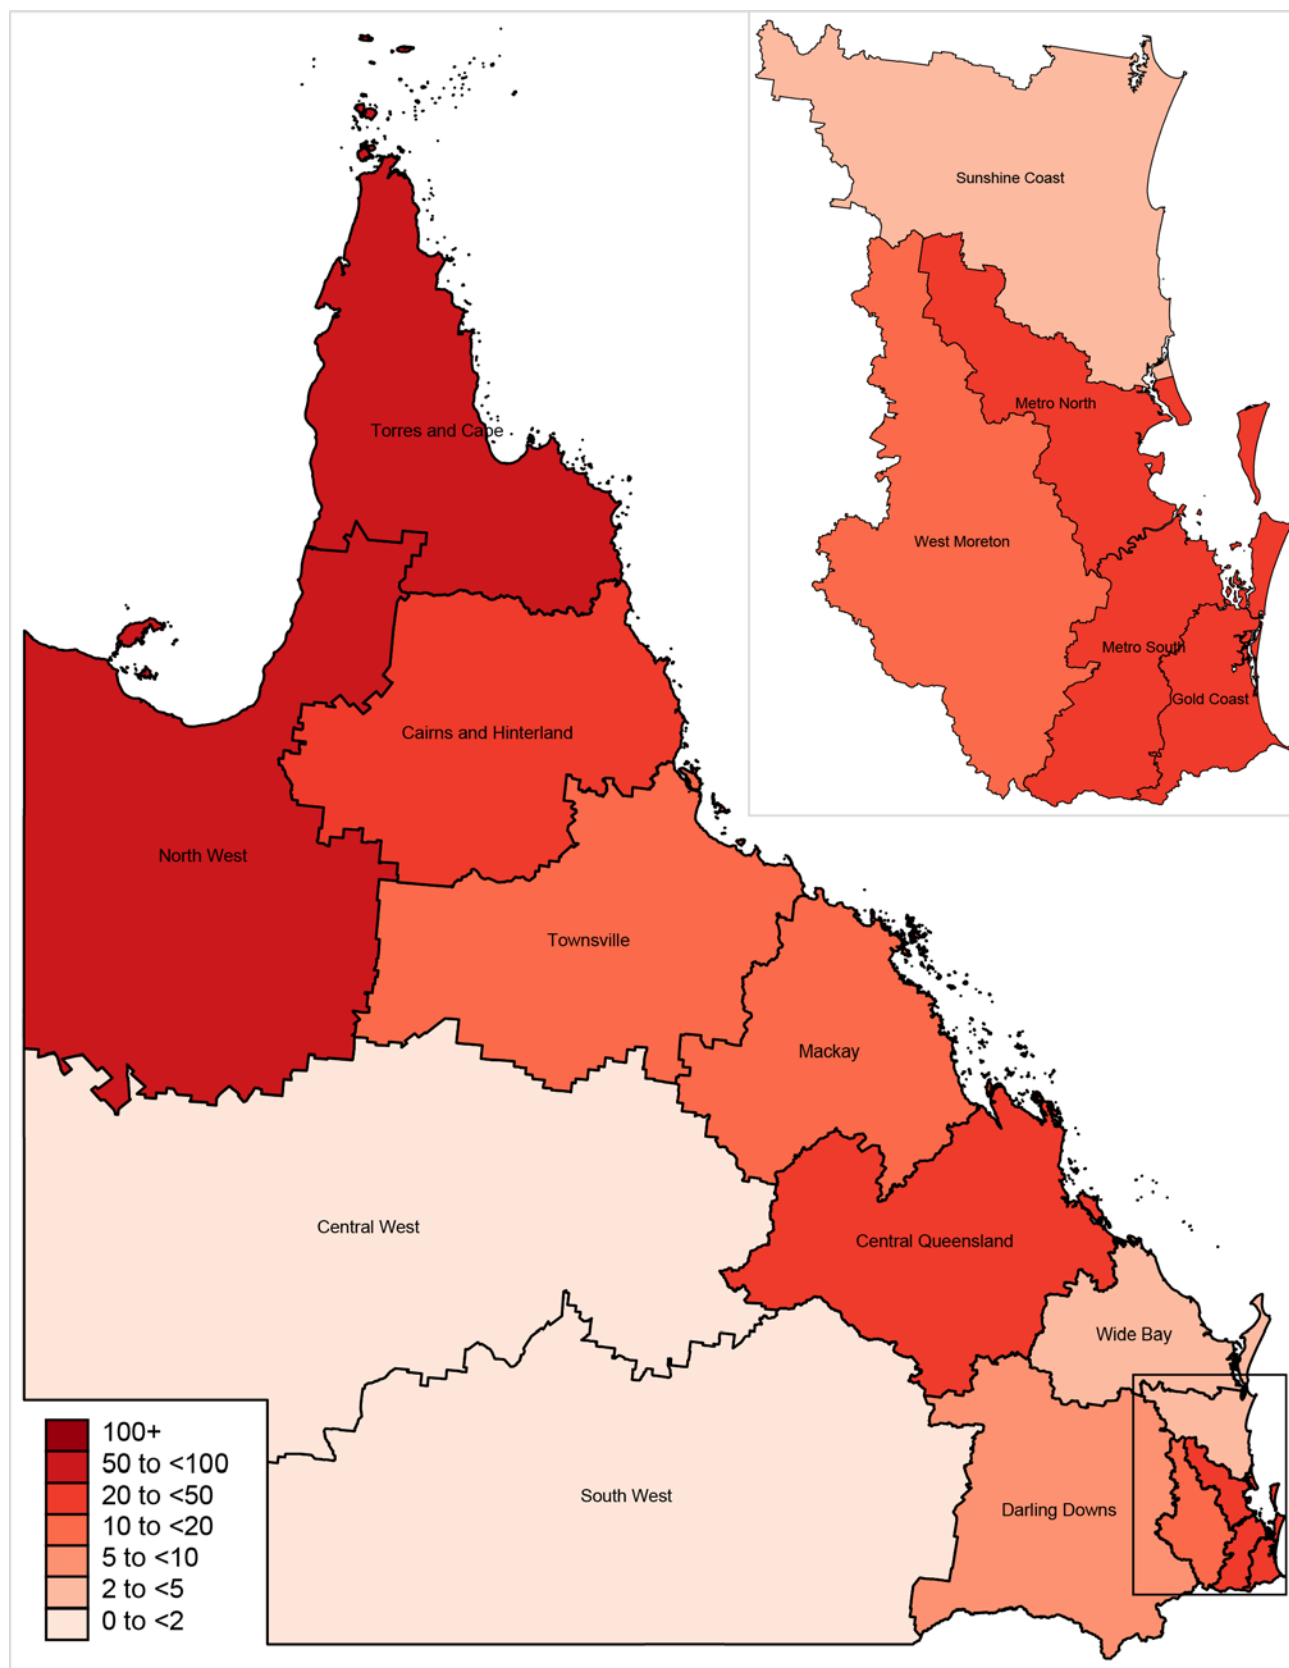 Sunshine Coast
Metro North
West Moreton
Metro South
Gold Coast
Torres and Cape
Cairns and Hinterland
North West
Townsville
Mackay
Central West
Central Queensland
Wide Bay
South West
Darling Downs
100+
50 to <100
20 to <50
10 to <20
5 to <10
2 to <5
0 to <2